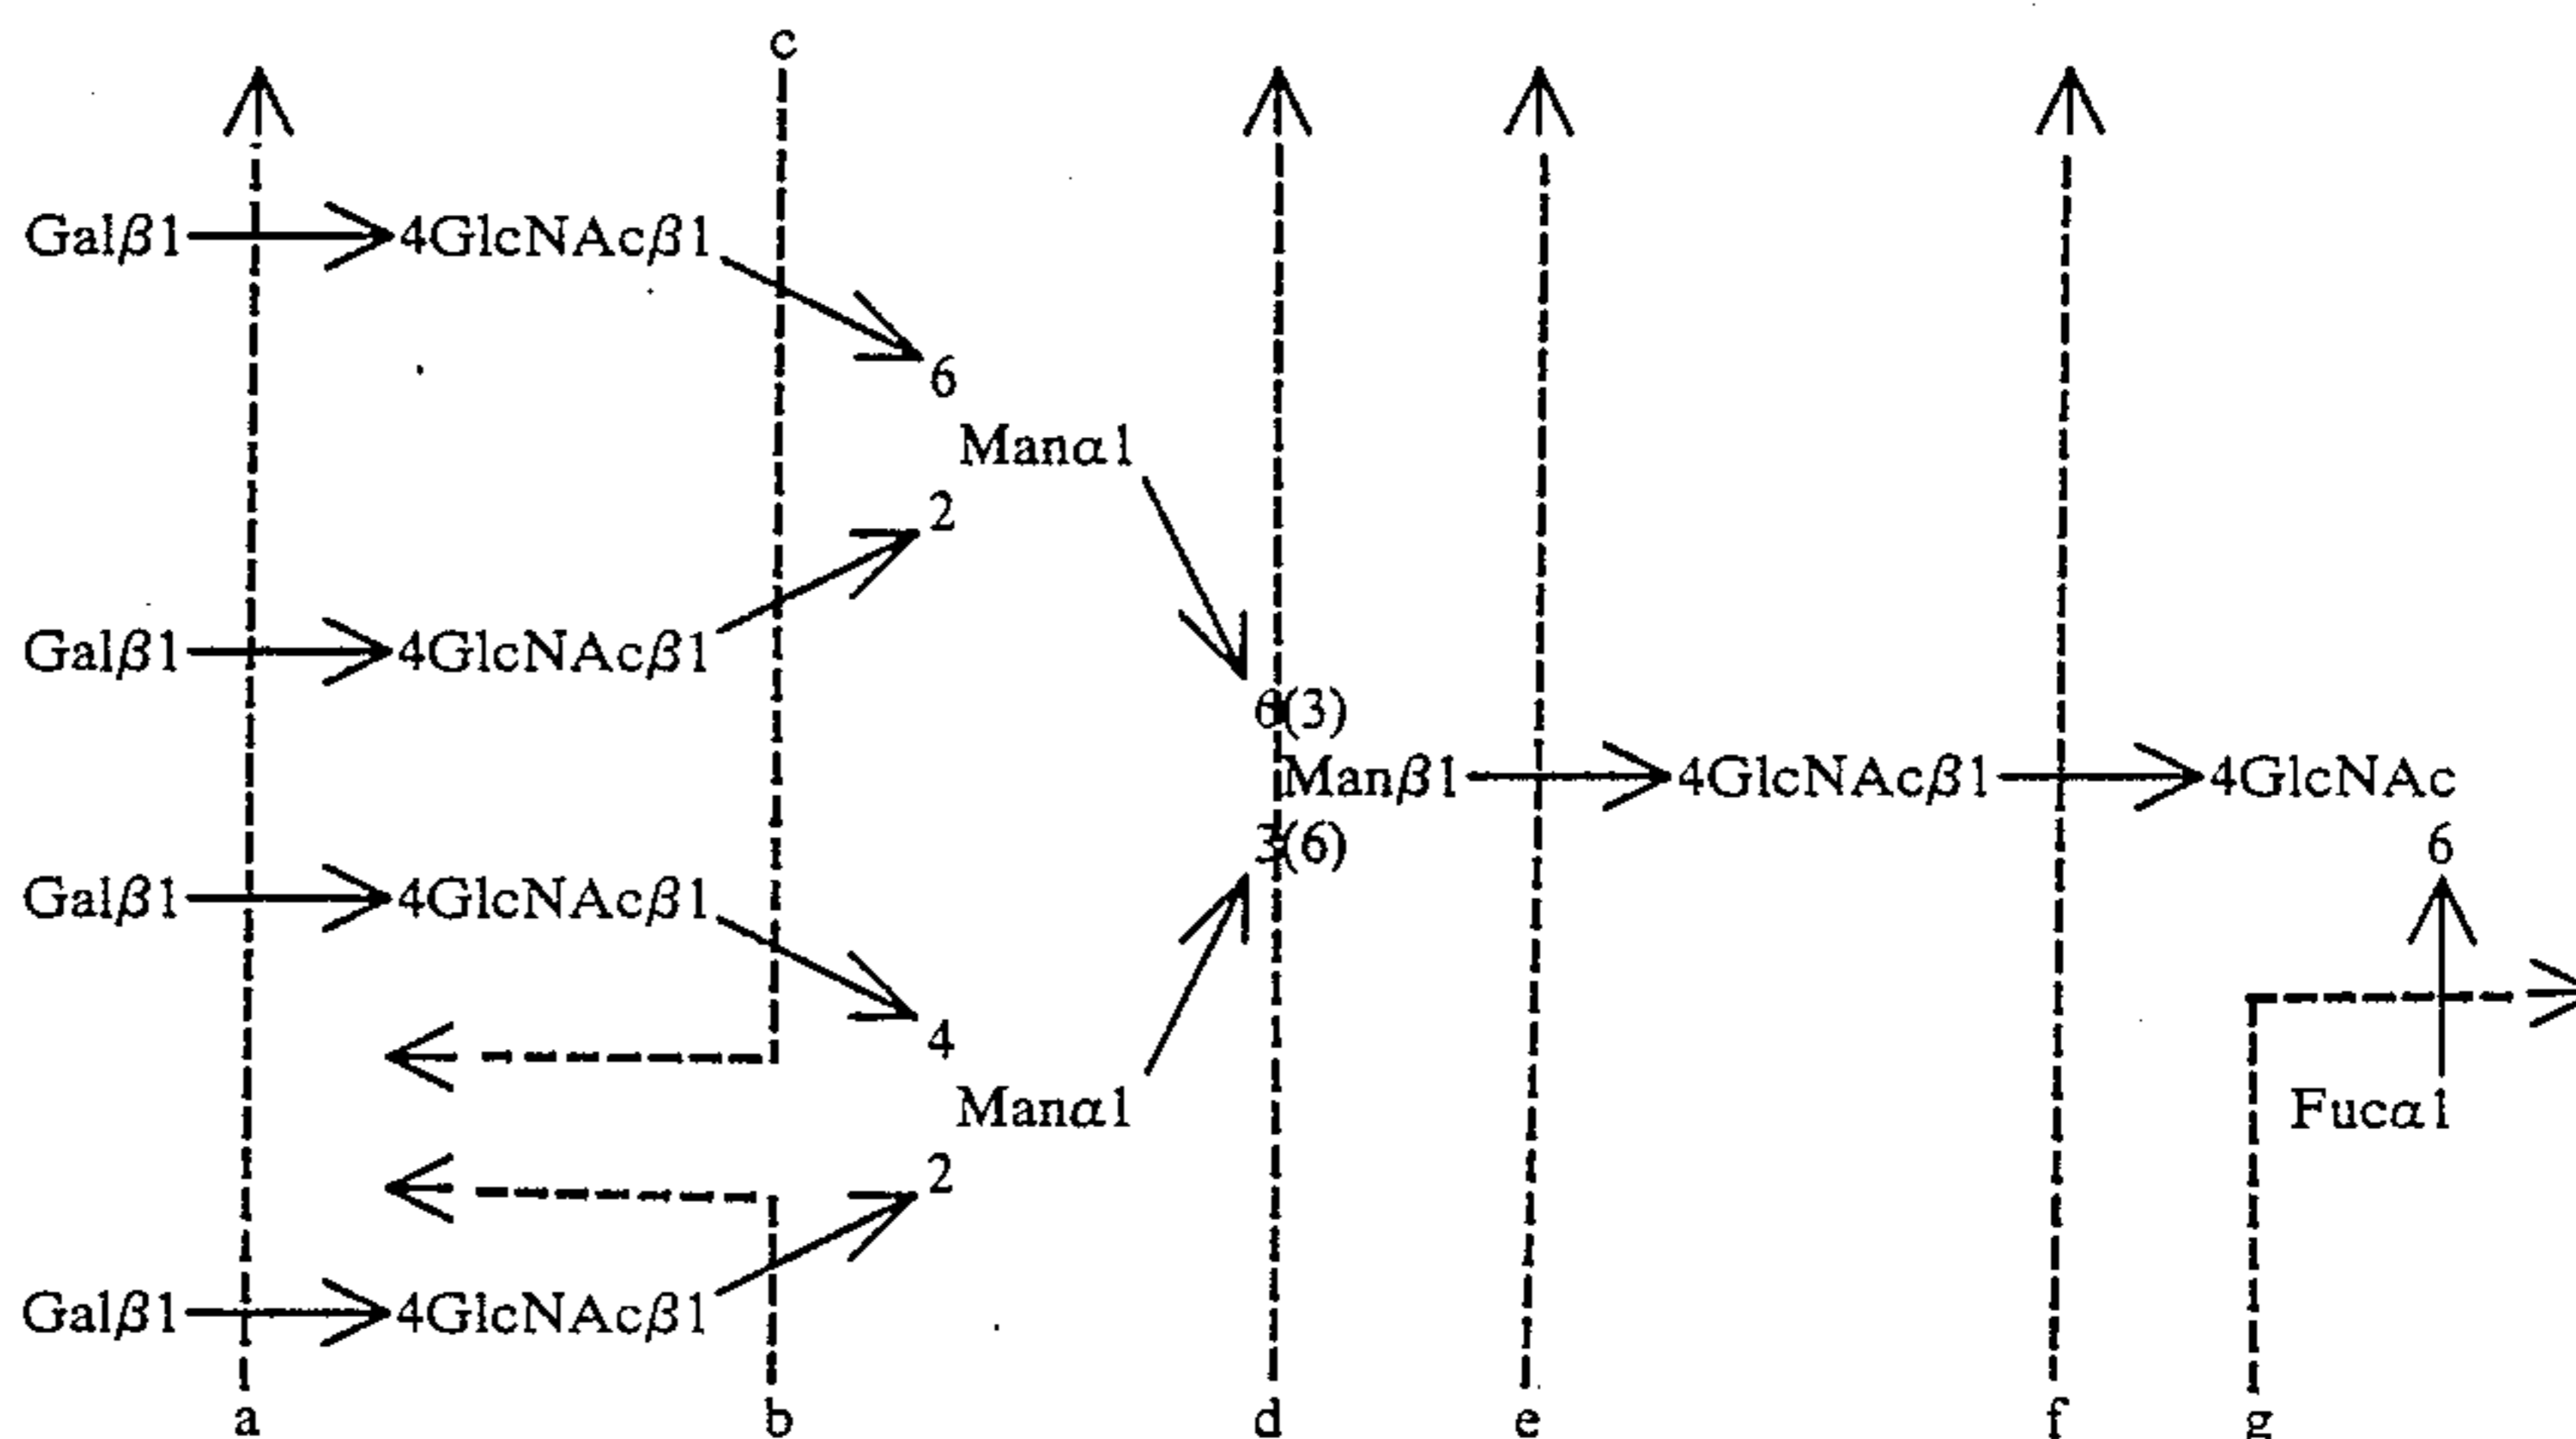 c
Galβ1 4GlcNAcβ1
6
Manα1
2
Galβ1 4GlcNAcβ1
6(3)
Manβ1 4GlcNAcβ1 4GlcNAc
3(6) 6
Galβ1 4GlcNAcβ1
4
Manα1 Fucα1
2
Galβ1 4GlcNAcβ1
a b d e f g